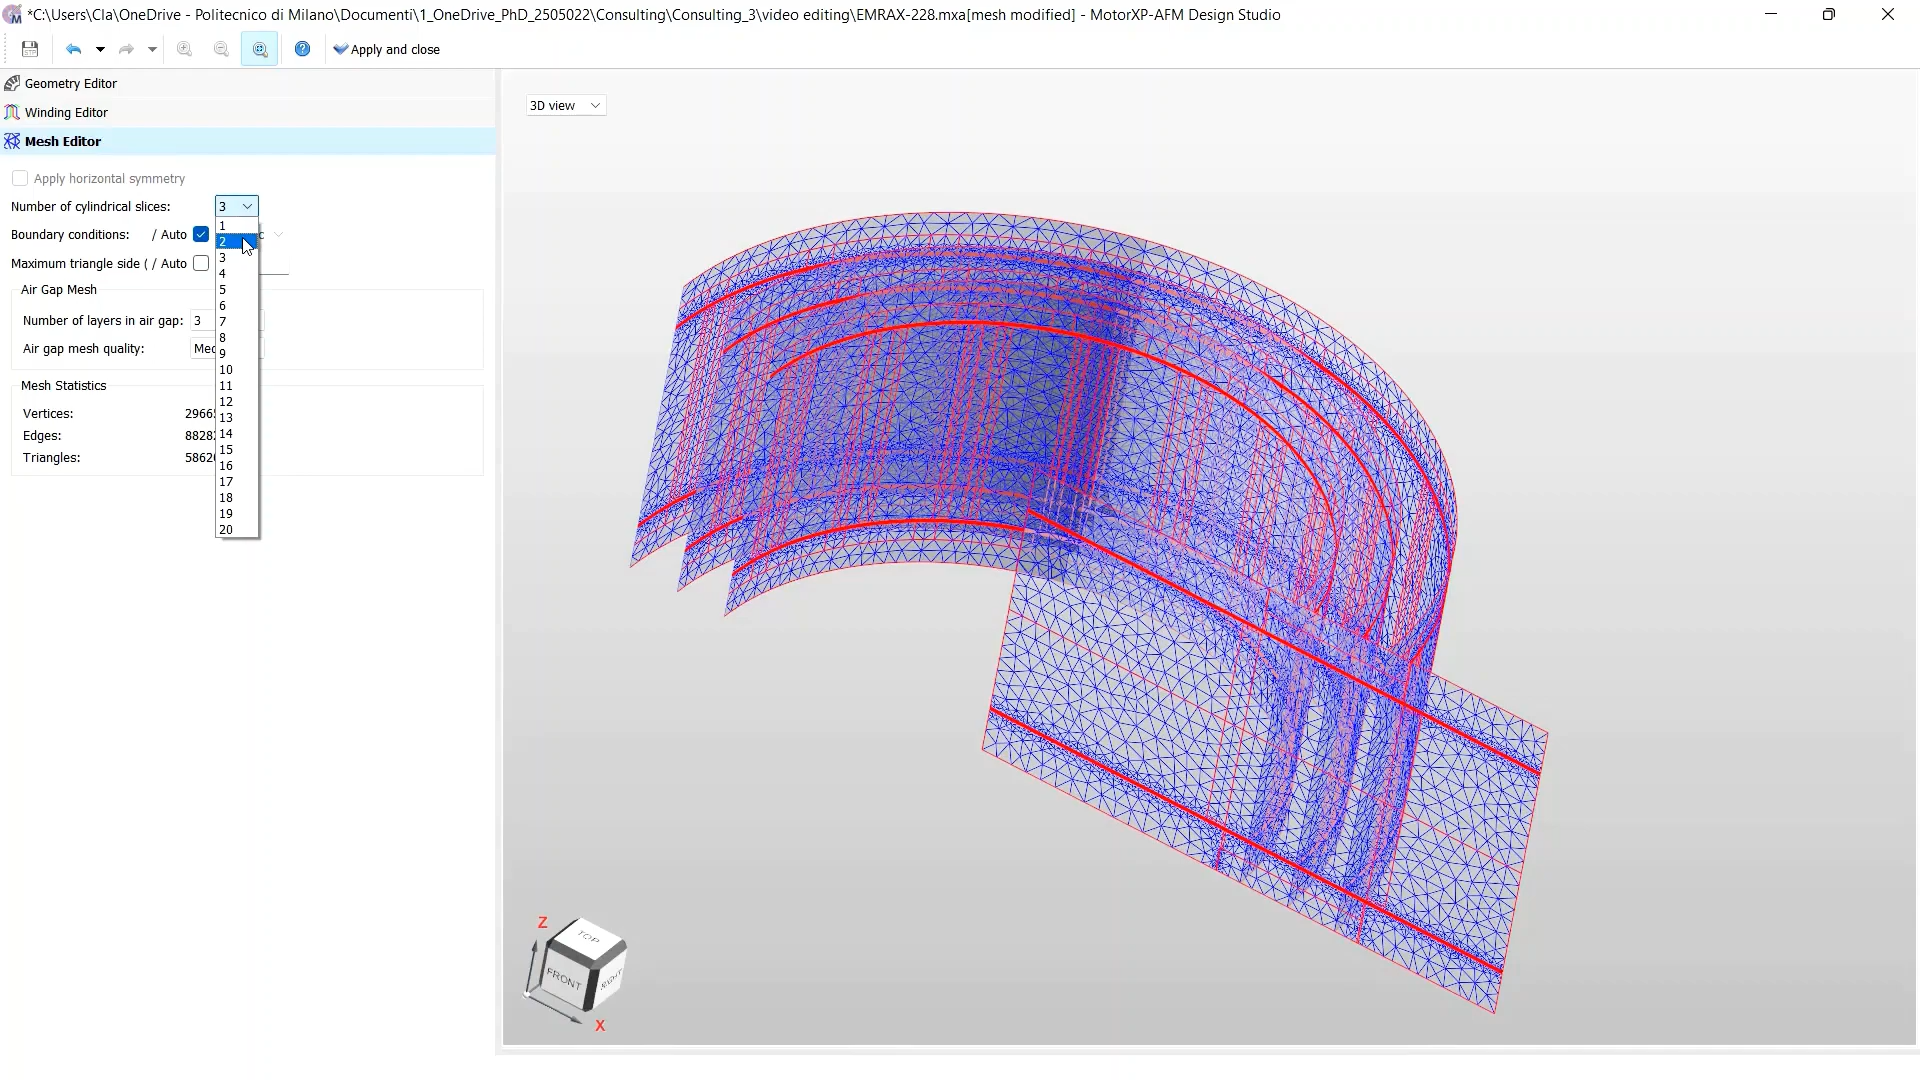 *C:\Users\Cla\OneDrive - Politecnico di Milano\Documenti\1_OneDrive_PhD_2505022\Consulting\Consulting_3\video editing\EMRAX-228.mxa[mesh modified] - MotorXP-AFM Design Studio
Apply and close
Geometry Editor
Winding Editor
Mesh Editor
3D view
Apply horizontal symmetry
Number of cylindrical slices: 3
Boundary conditions: / Auto
Maximum triangle side ( / Auto
Air Gap Mesh
Number of layers in air gap: 3
Air gap mesh quality:
Mesh Statistics
Vertices:
Edges:
Triangles:
1
2
3
4
5
6
7
8
9
10
11
12
13
14
15
16
17
18
19
20
Z
TOP
FRONT
RIGHT
X